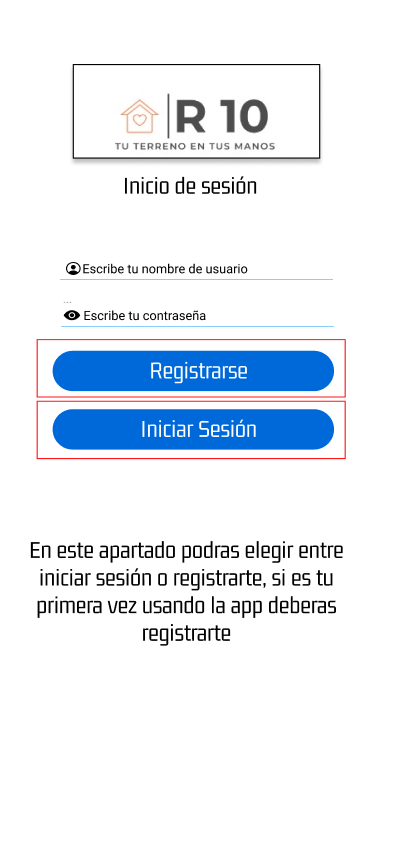 R 10
TU TERRENO EN TUS MANOS
Inicio de sesión
Escribe tu nombre de usuario
...
Escribe tu contraseña
Registrarse
Iniciar Sesión
En este apartado podras elegir entre
iniciar sesión o registrarte, si es tu
primera vez usando la app deberas
registrarte